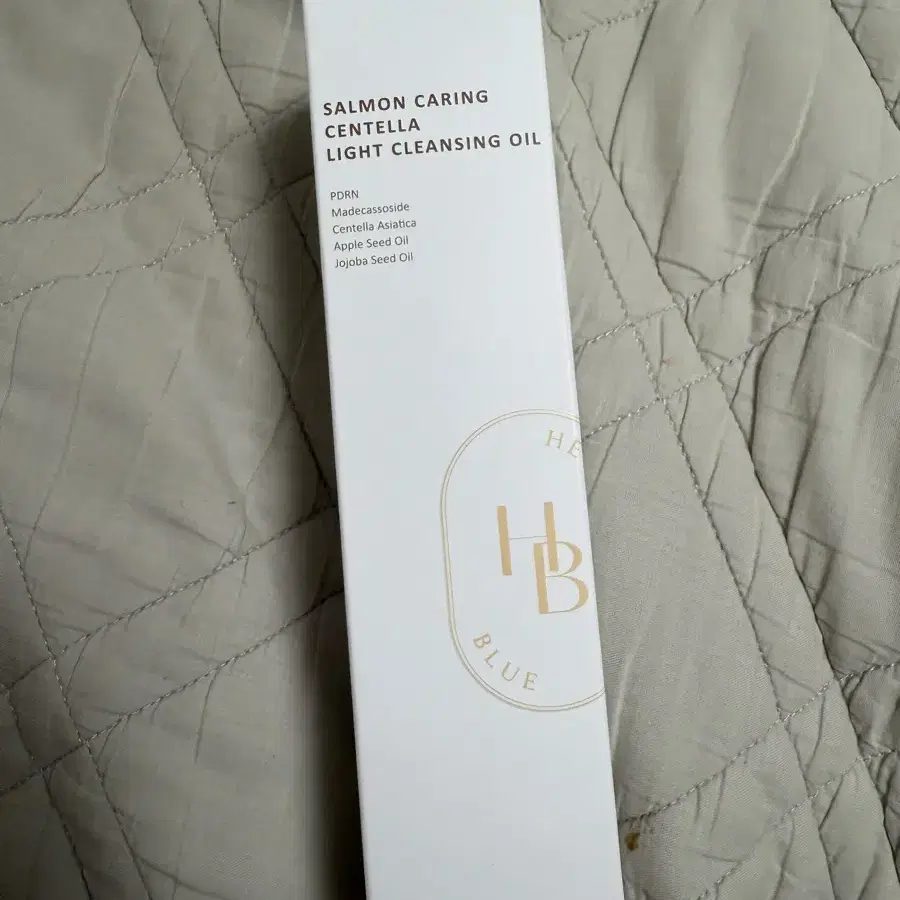 SALMON CARING
CENTELLA
LIGHT CLEANSING OIL
PDRN
Madecassoside
Centella Asiatica
Apple Seed Oil
Jojoba Seed Oil
HB
BLUE